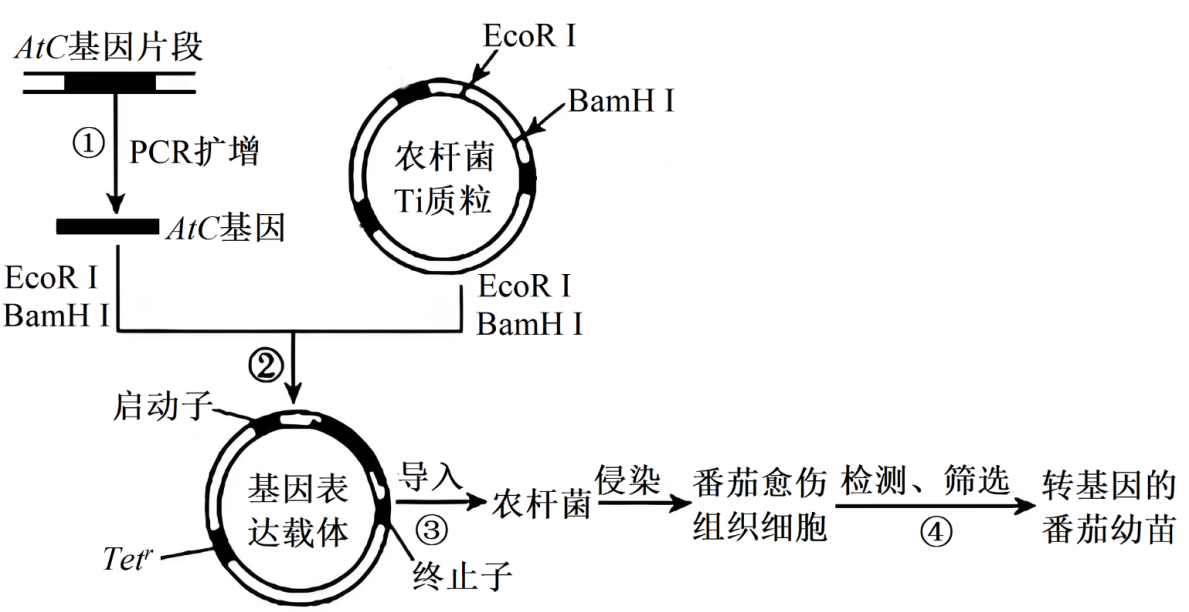 AtC基因片段
①
PCR扩增
AtC基因
EcoR I
BamH I
EcoR I
BamH I
农杆菌
Ti质粒
EcoR I
BamH I
②
启动子
基因表
达载体
Tetʳ
终止子
导入
③
农杆菌
侵染
番茄愈伤
组织细胞
检测、筛选
④
转基因的
番茄幼苗